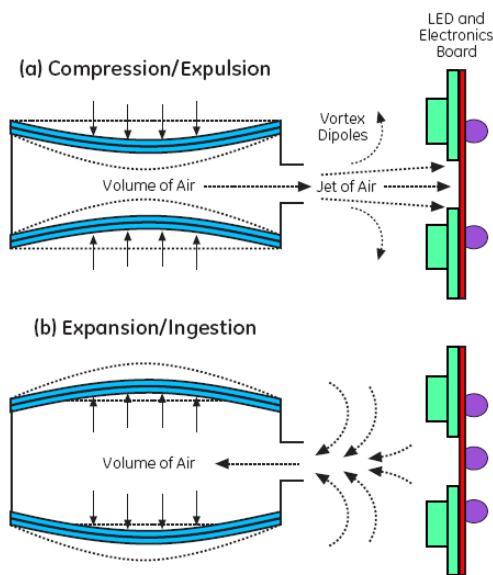 LED and
Electronics
Board
(a) Compression/Expulsion
Vortex
Dipoles
Volume of Air
Jet of Air
(b) Expansion/Ingestion
Volume of Air